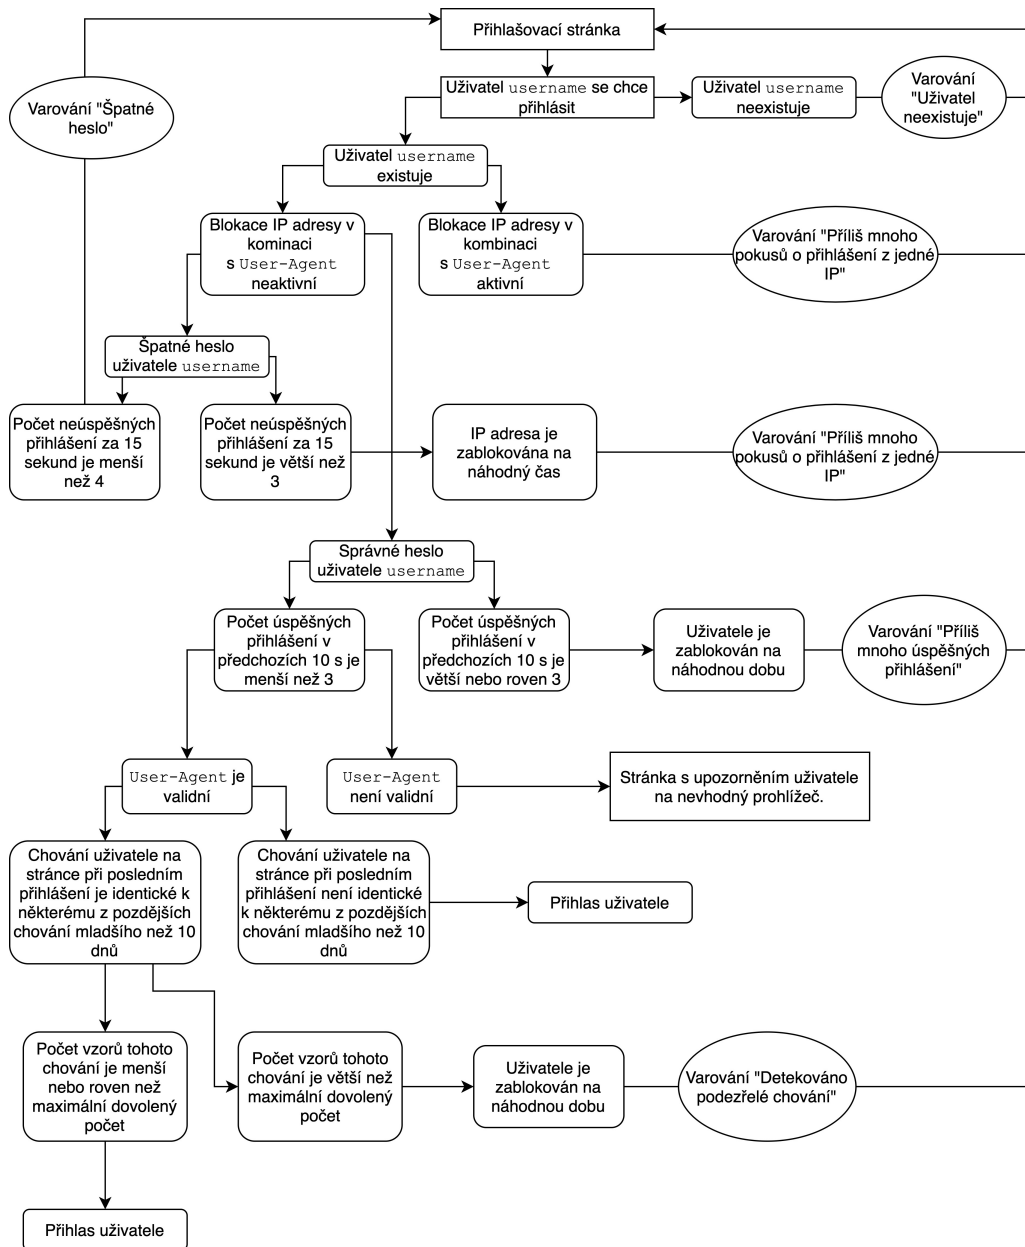 Přihlašovací stránka
Uživatel username se chce
přihlásit
Uživatel username
neexistuje
Varování
"Uživatel
neexistuje"
Varování "Špatné
heslo"
Uživatel username
existuje
Blokace IP adresy v
kominaci
s User-Agent
neaktivní
Blokace IP adresy v
kombinaci
s User-Agent
aktivní
Varování "Příliš mnoho
pokusů o přihlášení z jedné
IP"
Špatné heslo
uživatele username
Počet neúspěšných
přihlášení za 15
sekund je menší
než 4
Počet neúspěšných
přihlášení za 15
sekund je větší než
3
IP adresa je
zablokována na
náhodný čas
Varování "Příliš mnoho
pokusů o přihlášení z jedné
IP"
Správné heslo
uživatele username
Počet úspěšných
přihlášení v
předchozích 10 s je
menší než 3
Počet úspěšných
přihlášení v
předchozích 10 s je
větší nebo roven 3
Uživatele je
zablokován na
náhodnou dobu
Varování "Příliš
mnoho úspěšných
přihlášení"
User-Agent je
validní
User-Agent
není validní
Stránka s upozorněním uživatele
na nevhodný prohlížeč.
Chování uživatele na
stránce při posledním
přihlášení je identické k
některému z pozdějších
chování mladšího než 10
dnů
Chování uživatele na
stránce při posledním
přihlášení není identické
k některému z pozdějších
chování mladšího než 10
dnů
Přihlas uživatele
Počet vzorů tohoto
chování je menší
nebo roven než
maximální dovolený
počet
Počet vzorů tohoto
chování je větší než
maximální dovolený
počet
Uživatele je
zablokován na
náhodnou dobu
Varování "Detekováno
podezřelé chování"
Přihlas uživatele